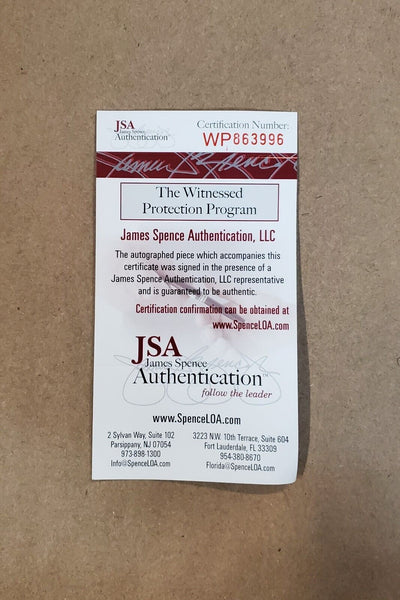 JSA
James Spence
Authentication™
Certification Number:
WP863996
James Spence
The Witnessed
Protection Program
James Spence Authentication, LLC
The autographed piece which accompanies this
certificate was signed in the presence of a
James Spence Authentication, LLC representative
and is guaranteed to be authentic.
Certification confirmation can be obtained at
www.SpenceLOA.com
JSA
James Spence
Authentication™
follow the leader
www.SpenceLOA.com
2 Sylvan Way, Suite 102
Parsippany, NJ 07054
973-898-1300
Info@SpenceLOA.com
3223 N.W. 10th Terrace, Suite 604
Fort Lauderdale, FL 33309
954-380-8670
Florida@SpenceLOA.com